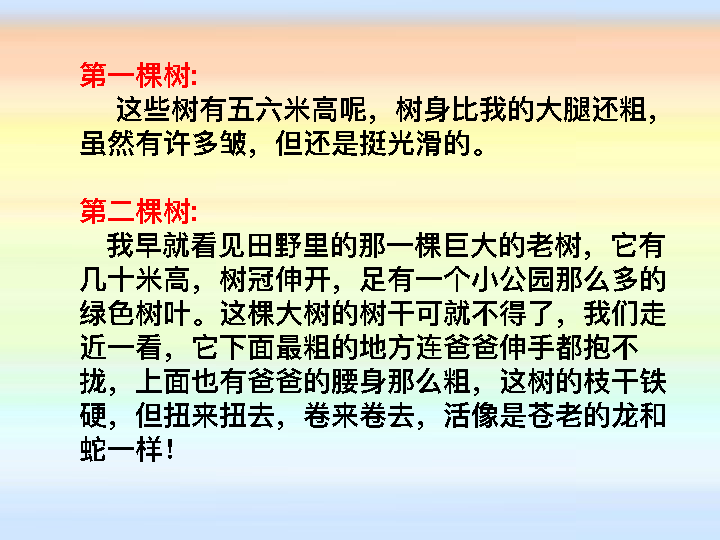 第一棵树:
这些树有五六米高呢，树身比我的大腿还粗，
虽然有许多皱，但还是挺光滑的。
第二棵树:
我早就看见田野里的那一棵巨大的老树，它有
几十米高，树冠伸开，足有一个小公园那么多的
绿色树叶。这棵大树的树干可就不得了，我们走
近一看，它下面最粗的地方连爸爸伸手都抱不
拢，上面也有爸爸的腰身那么粗，这树的枝干铁
硬，但扭来扭去，卷来卷去，活像是苍老的龙和
蛇一样！